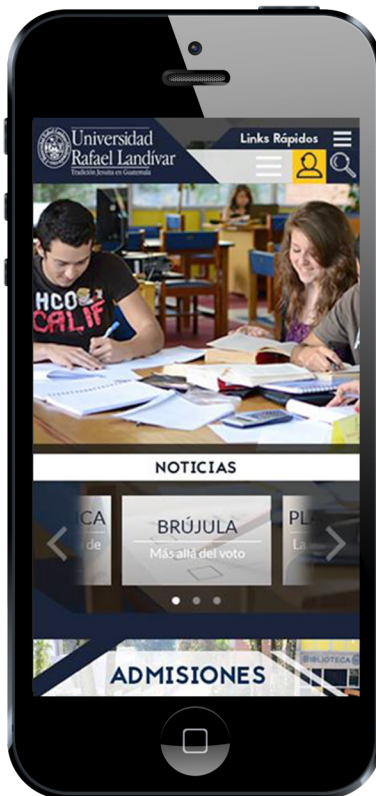 Universidad
Rafael Landívar
Tradición Jesuita en Guatemala
Links Rápidos
HCO
CALIF
NOTICIAS
CA
de
BRÚJULA
Más allá del voto
PL
La
BIBLIOTECA
ADMISIONES